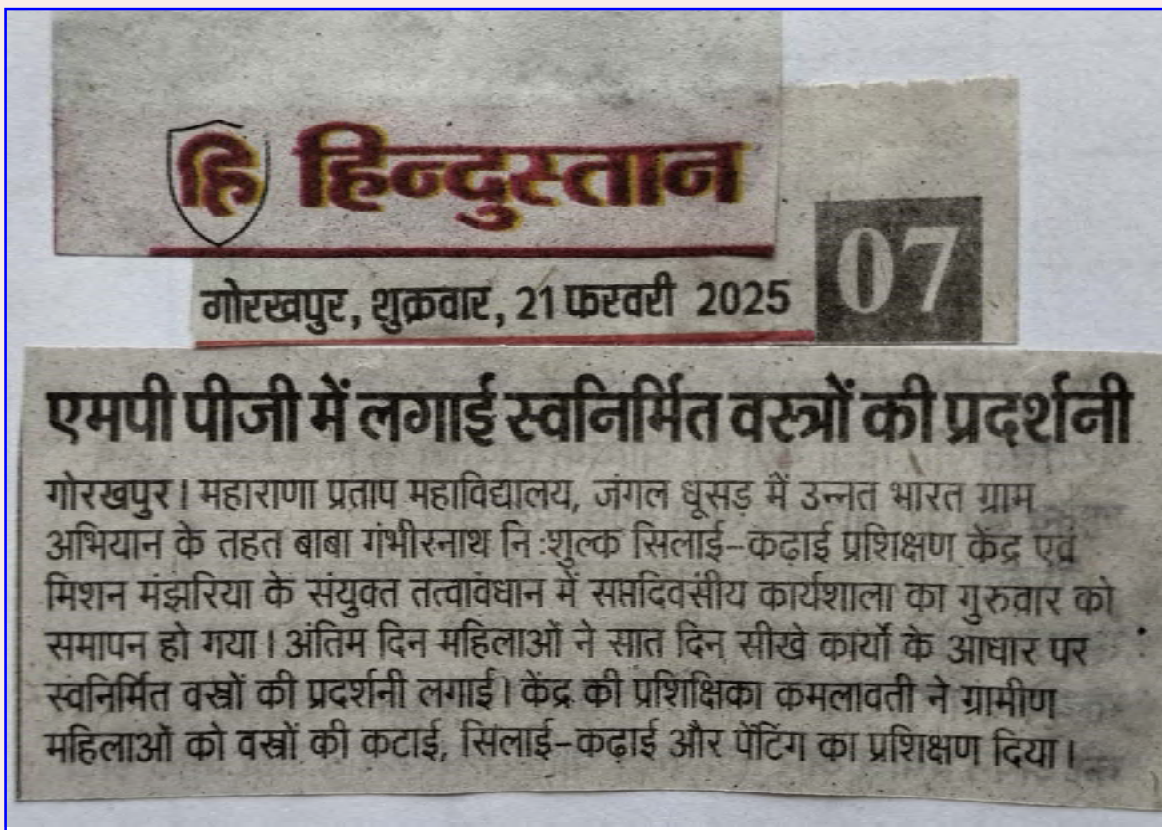 हि हिन्दुस्तान
07
गोरखपुर, शुक्रवार, 21 फरवरी 2025
एमपी पीजी में लगाई स्वनिर्मित वस्त्रों की प्रदर्शनी
गोरखपुर। महाराणा प्रताप महाविद्यालय, जंगल धूसड़ में उन्नत भारत ग्राम
अभियान के तहत बाबा गंभीरनाथ नि:शुल्क सिलाई-कढ़ाई प्रशिक्षण केंद्र एवं
मिशन मंझरिया के संयुक्त तत्वावधान में सप्तदिवसीय कार्यशाला का गुरुवार को
समापन हो गया। अंतिम दिन महिलाओं ने सात दिन सीखे कार्यों के आधार पर
स्वनिर्मित वस्त्रों की प्रदर्शनी लगाई। केंद्र की प्रशिक्षिका कमलावती ने ग्रामीण
महिलाओं को वस्त्रों की कटाई, सिलाई-कढ़ाई और पेंटिंग का प्रशिक्षण दिया।